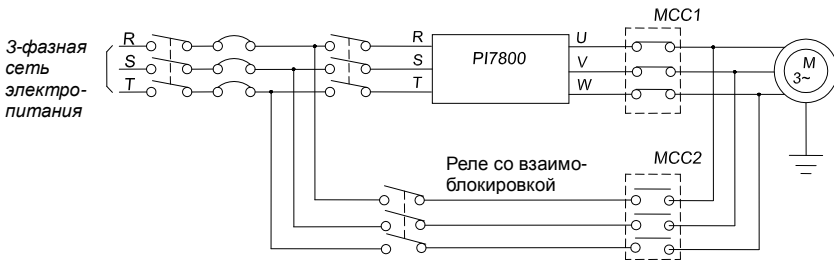 3-фазная
сеть
электро-
питания
R
S
T
R
S
T
PI7800
U
V
W
MCC1
M
3~
Реле со взаимо-
блокировкой
MCC2